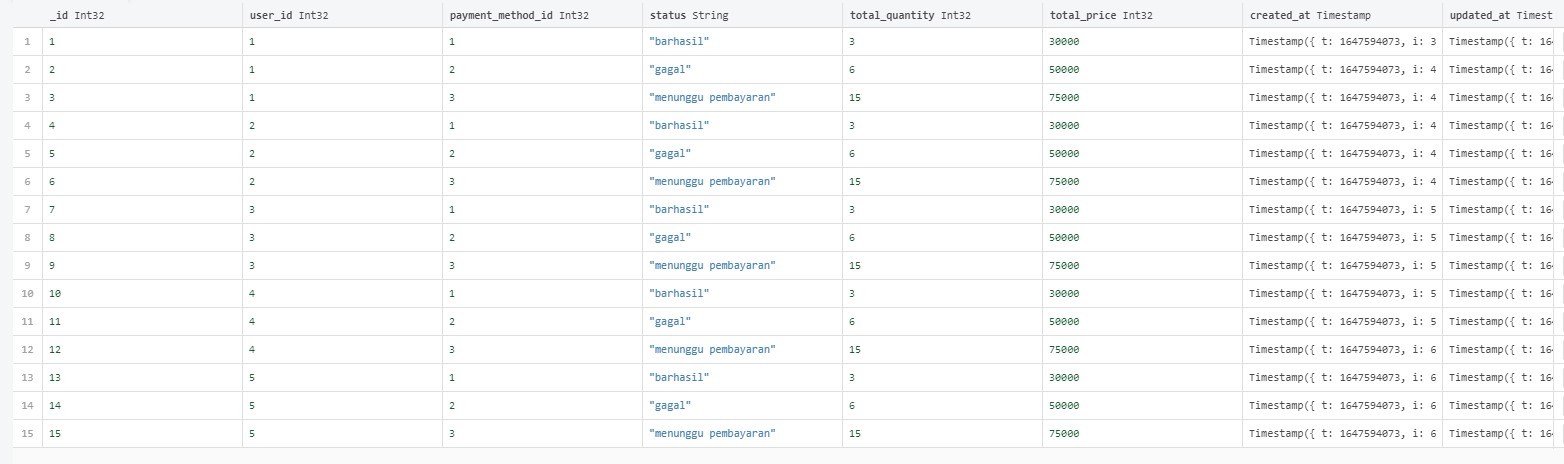 _id Int32 user_id Int32 payment_method_id Int32 status String total_quantity Int32 total_price Int32 created_at Timestamp updated_at Timest
1 1 1 1 "barhasil" 3 30000 Timestamp({ t: 1647594073, i: 3 Timestamp({ t: 16
2 2 1 2 "gagal" 6 50000 Timestamp({ t: 1647594073, i: 4 Timestamp({ t: 16
3 3 1 3 "menunggu pembayaran" 15 75000 Timestamp({ t: 1647594073, i: 4 Timestamp({ t: 16
4 4 2 1 "barhasil" 3 30000 Timestamp({ t: 1647594073, i: 4 Timestamp({ t: 16
5 5 2 2 "gagal" 6 50000 Timestamp({ t: 1647594073, i: 4 Timestamp({ t: 16
6 6 2 3 "menunggu pembayaran" 15 75000 Timestamp({ t: 1647594073, i: 4 Timestamp({ t: 16
7 7 3 1 "barhasil" 3 30000 Timestamp({ t: 1647594073, i: 5 Timestamp({ t: 16
8 8 3 2 "gagal" 6 50000 Timestamp({ t: 1647594073, i: 5 Timestamp({ t: 16
9 9 3 3 "menunggu pembayaran" 15 75000 Timestamp({ t: 1647594073, i: 5 Timestamp({ t: 16
10 10 4 1 "barhasil" 3 30000 Timestamp({ t: 1647594073, i: 5 Timestamp({ t: 16
11 11 4 2 "gagal" 6 50000 Timestamp({ t: 1647594073, i: 5 Timestamp({ t: 16
12 12 4 3 "menunggu pembayaran" 15 75000 Timestamp({ t: 1647594073, i: 6 Timestamp({ t: 16
13 13 5 1 "barhasil" 3 30000 Timestamp({ t: 1647594073, i: 6 Timestamp({ t: 16
14 14 5 2 "gagal" 6 50000 Timestamp({ t: 1647594073, i: 6 Timestamp({ t: 16
15 15 5 3 "menunggu pembayaran" 15 75000 Timestamp({ t: 1647594073, i: 6 Timestamp({ t: 16